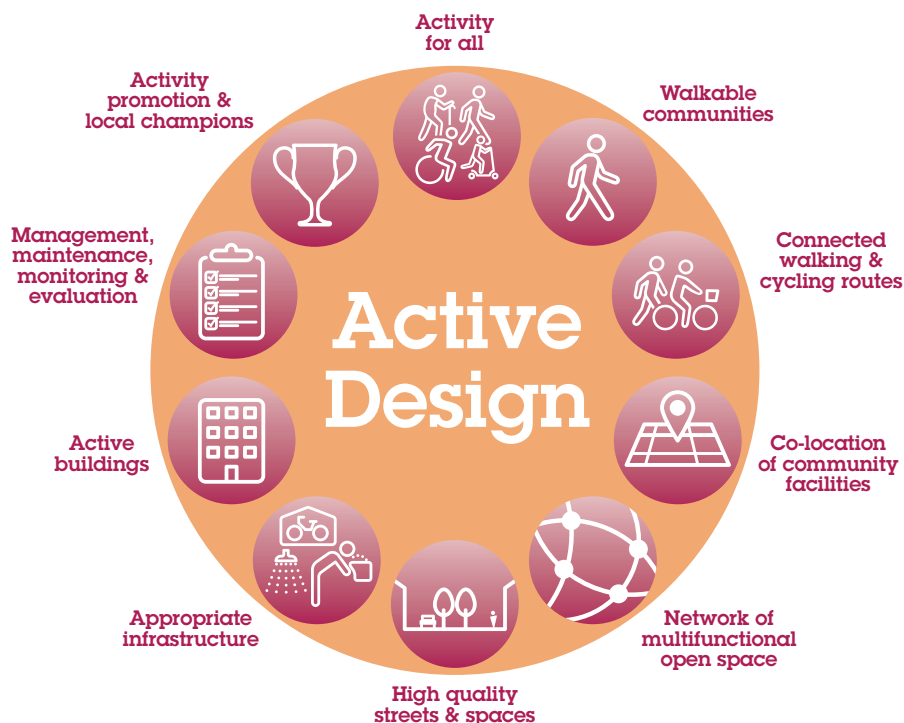 Activity
for all
Walkable
communities
Connected
walking &
cycling routes
Co-location
of community
facilities
Network of
multifunctional
open space
High quality
streets & spaces
Appropriate
infrastructure
Active
buildings
Management,
maintenance,
monitoring &
evaluation
Activity
promotion &
local champions
Active
Design